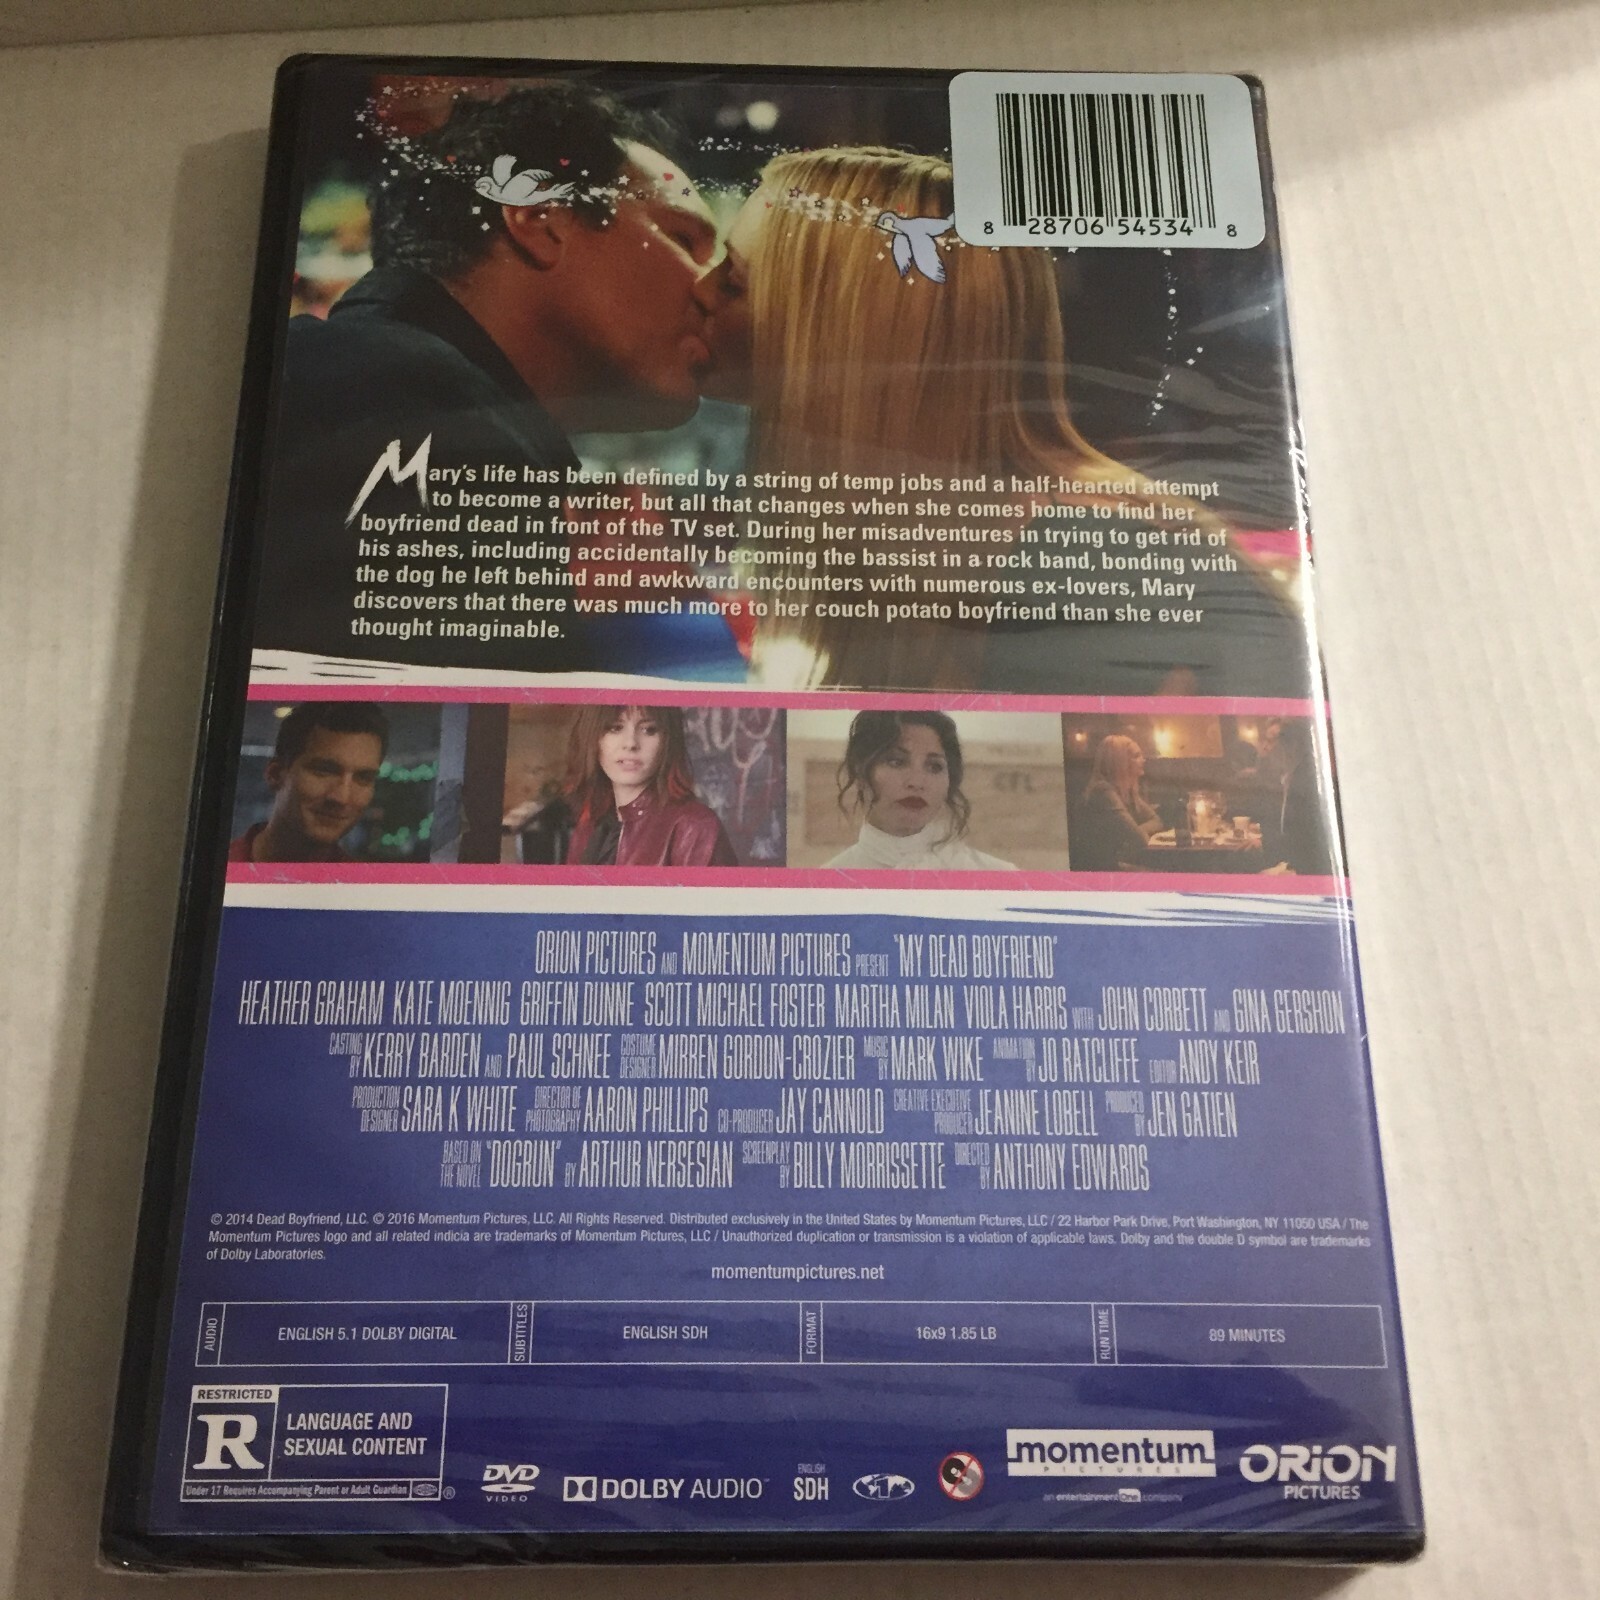 8 28706 54534 8
Mary's life has been defined by a string of temp jobs and a half-hearted attempt
to become a writer, but all that changes when she comes home to find her
boyfriend dead in front of the TV set. During her misadventures in trying to get rid of
his ashes, including accidentally becoming the bassist in a rock band, bonding with
the dog he left behind and awkward encounters with numerous ex-lovers, Mary
discovers that there was much more to her couch potato boyfriend than she ever
thought imaginable.
ORION PICTURES AND MOMENTUM PICTURES PRESENT "MY DEAD BOYFRIEND"
HEATHER GRAHAM KATE MOENNIG GRIFFIN DUNNE SCOTT MICHAEL FOSTER MARTHA MILAN VIOLA HARRIS WITH JOHN CORBETT AND GINA GERSHON
CASTING BY KERRY BARDEN AND PAUL SCHNEE COSTUME DESIGNER MIRREN GORDON-CROZIER MUSIC BY MARK WIKE ANIMATION BY JO RATCLIFFE EDITOR ANDY KEIR
PRODUCTION DESIGNER SARA K WHITE DIRECTOR OF PHOTOGRAPHY AARON PHILLIPS CO-PRODUCER JAY CANNOLD CREATIVE EXECUTIVE PRODUCER JEANINE LOBELL PRODUCED BY JEN GATIEN
BASED ON THE NOVEL "DOGRUN" BY ARTHUR NERSESIAN SCREENPLAY BY BILLY MORRISSETTE DIRECTED BY ANTHONY EDWARDS
© 2014 Dead Boyfriend, LLC. © 2016 Momentum Pictures, LLC. All Rights Reserved. Distributed exclusively in the United States by Momentum Pictures, LLC / 22 Harbor Park Drive, Port Washington, NY 11050 USA / The
Momentum Pictures logo and all related indicia are trademarks of Momentum Pictures, LLC / Unauthorized duplication or transmission is a violation of applicable laws. Dolby and the double D symbol are trademarks
of Dolby Laboratories.
momentumpictures.net
AUDIO ENGLISH 5.1 DOLBY DIGITAL SUBTITLES ENGLISH SDH FORMAT 16x9 1.85 LB RUN TIME 89 MINUTES
RESTRICTED
R LANGUAGE AND
SEXUAL CONTENT
Under 17 Requires Accompanying Parent or Adult Guardian ®
DVD
VIDEO
DOLBY AUDIO™
ENGLISH
SDH
1
momentum
PICTURES
an entertainment One company
ORION
PICTURES